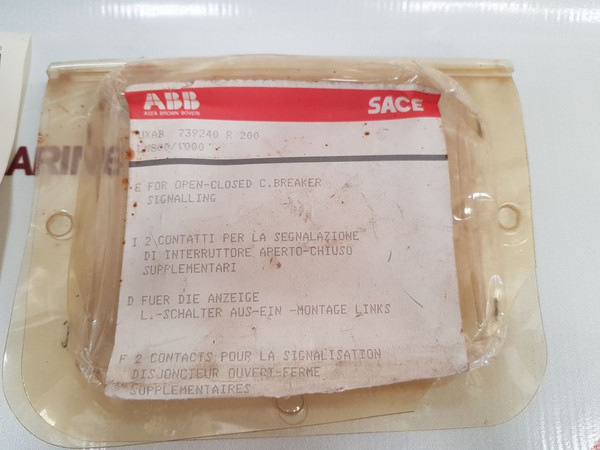 ABB
ASEA BROWN BOVERI
SACE
UXAB 739240 R 200
ARINE
-E FOR OPEN-CLOSED C.BREAKER
SIGNALLING
I 2 CONTATTI PER LA SEGNALAZIONE
DI INTERRUTTORE APERTO-CHIUSO
SUPPLEMENTARI
D FUER DIE ANZEIGE
L.-SCHALTER AUS-EIN -MONTAGE LINKS
F 2 CONTACTS POUR LA SIGNALISATION
DISJONCTEUR OUVERT-FERME
SUPPLEMENTAIRES